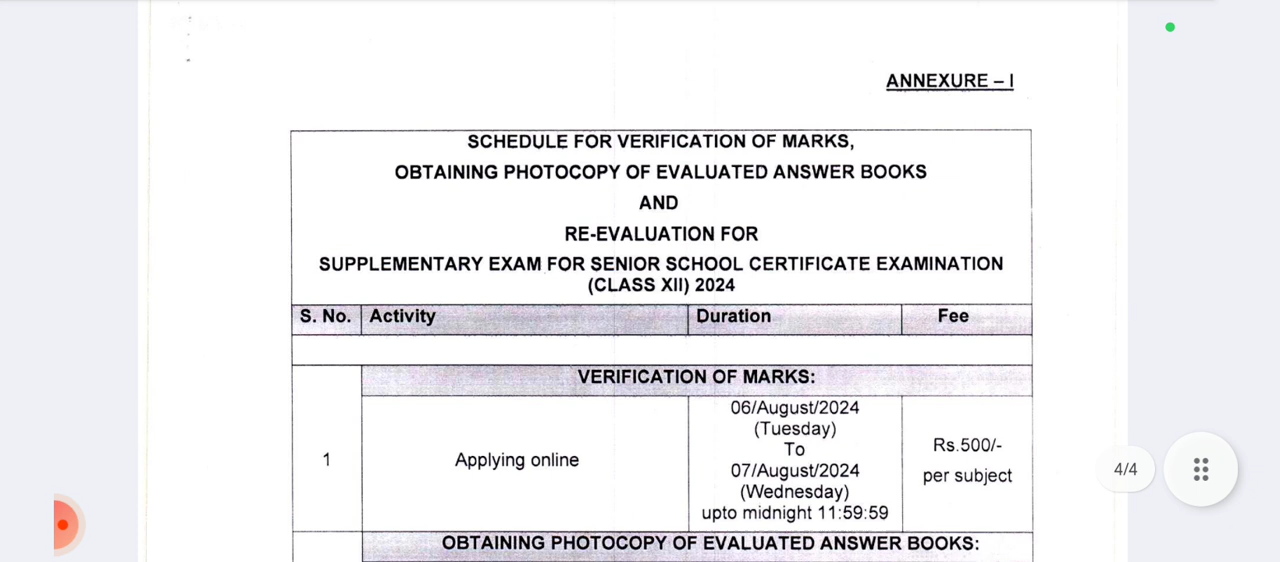 ANNEXURE – I
SCHEDULE FOR VERIFICATION OF MARKS,
OBTAINING PHOTOCOPY OF EVALUATED ANSWER BOOKS
AND
RE-EVALUATION FOR
SUPPLEMENTARY EXAM FOR SENIOR SCHOOL CERTIFICATE EXAMINATION
(CLASS XII) 2024
S. No. Activity Duration Fee
VERIFICATION OF MARKS:
1 Applying online
06/August/2024
(Tuesday)
To
07/August/2024
(Wednesday)
upto midnight 11:59:59
Rs.500/-
per subject
4/4
OBTAINING PHOTOCOPY OF EVALUATED ANSWER BOOKS: